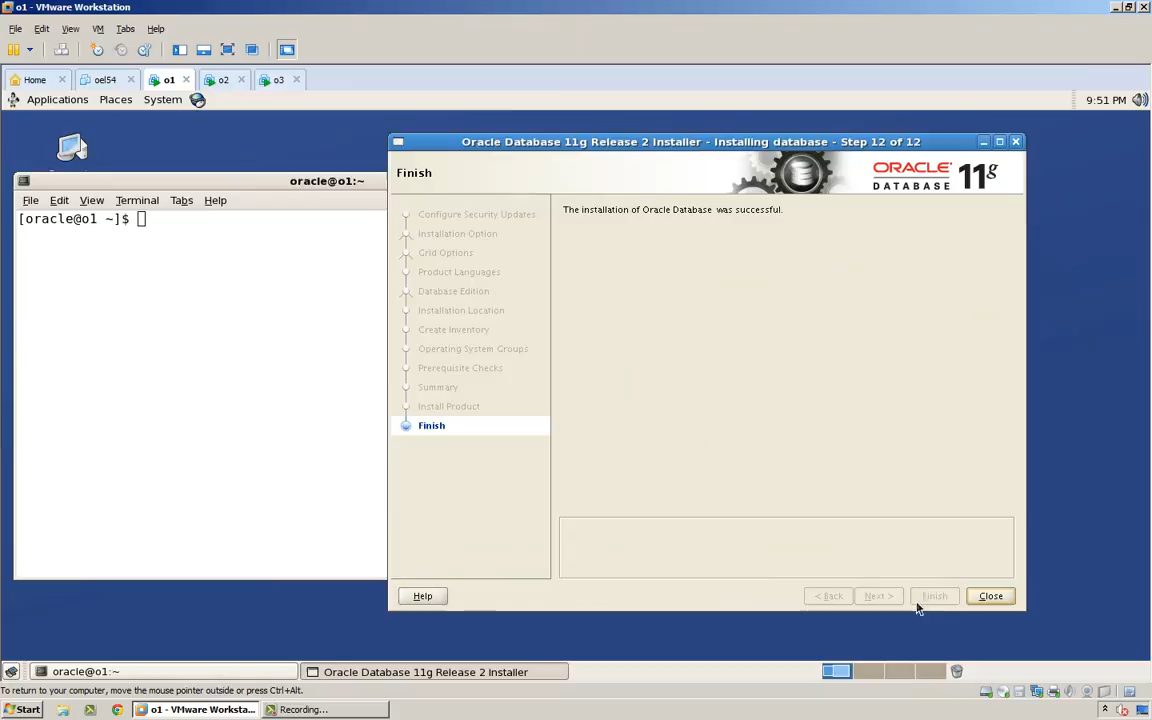 o1 - VMware Workstation
File Edit View VM Tabs Help
Home oel54 o1 o2 o3
Applications Places System 9:51 PM
Oracle Database 11g Release 2 Installer - Installing database - Step 12 of 12
Finish
ORACLE
DATABASE 11g
oracle@o1:~
File Edit View Terminal Tabs Help
[oracle@o1 ~]$
Configure Security Updates
Installation Option
Grid Options
Product Languages
Database Edition
Installation Location
Create Inventory
Operating System Groups
Prerequisite Checks
Summary
Install Product
Finish
The installation of Oracle Database was successful.
Help < Back Next > Finish Close
oracle@o1:~ Oracle Database 11g Release 2 Installer
To return to your computer, move the mouse pointer outside or press Ctrl+Alt.
Start o1 - VMware Worksta... Recording...